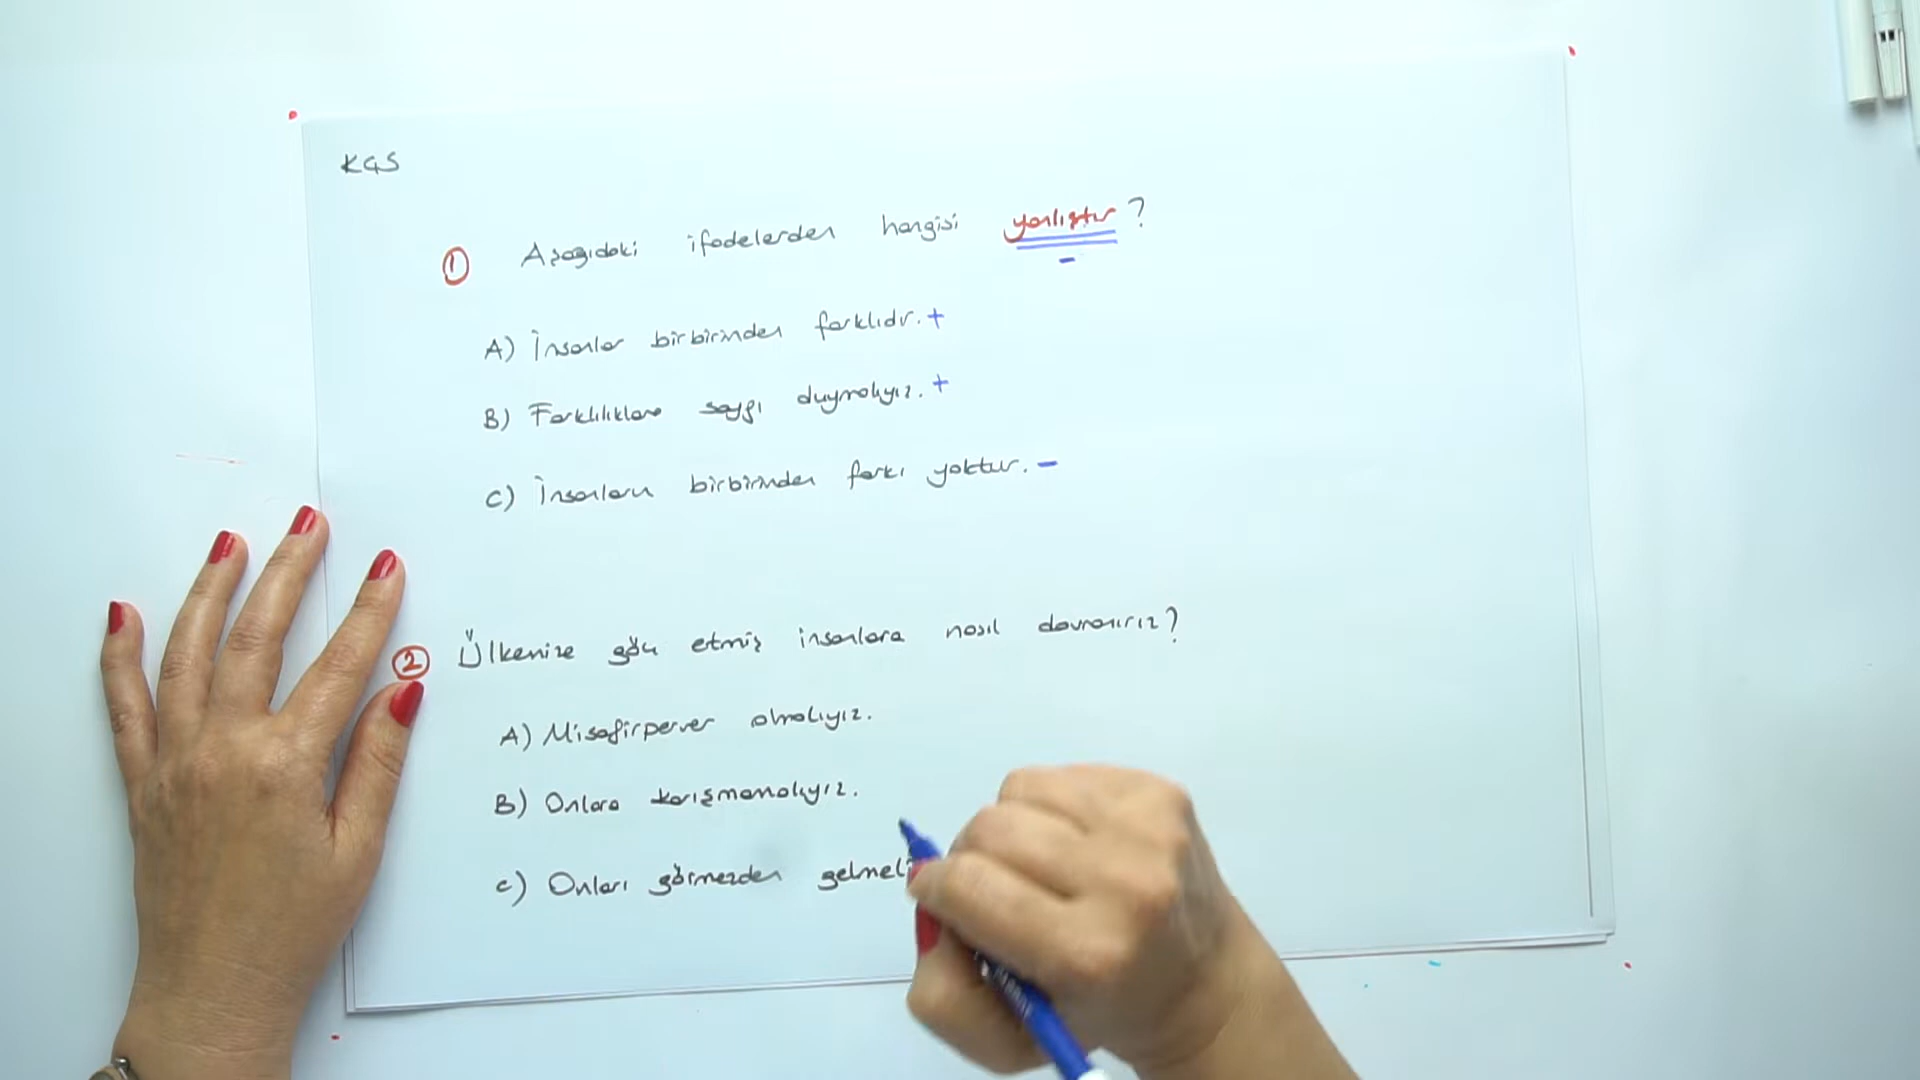 KGS
① Aşağıdaki ifadelerden hangisi yanlıştır ?
-
A) İnsanlar birbirinden farklıdır. +
B) Farklılıklara saygı duymalıyız. +
C) İnsanların birbirinden farkı yoktur. -
② Ülkenize göç etmiş insanlara nasıl davranırız?
A) Misafirperver olmalıyız.
B) Onlara karışmamalıyız.
C) Onları görmezden gelmeli